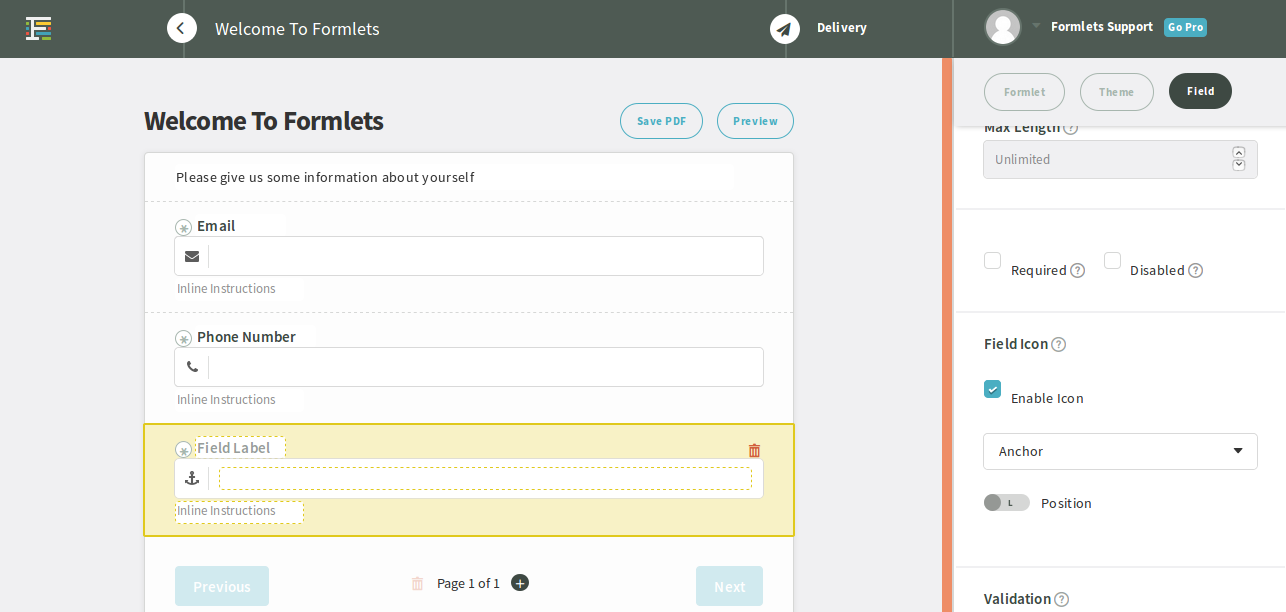 Welcome To Formlets
Delivery
Formlets Support Go Pro
Formlet Theme Field
Welcome To Formlets
Save PDF Preview
Please give us some information about yourself
Email
Inline Instructions
Phone Number
Inline Instructions
Field Label
Inline Instructions
Previous Page 1 of 1 Next
Max Length
Unlimited
Required Disabled
Field Icon
Enable Icon
Anchor
L Position
Validation